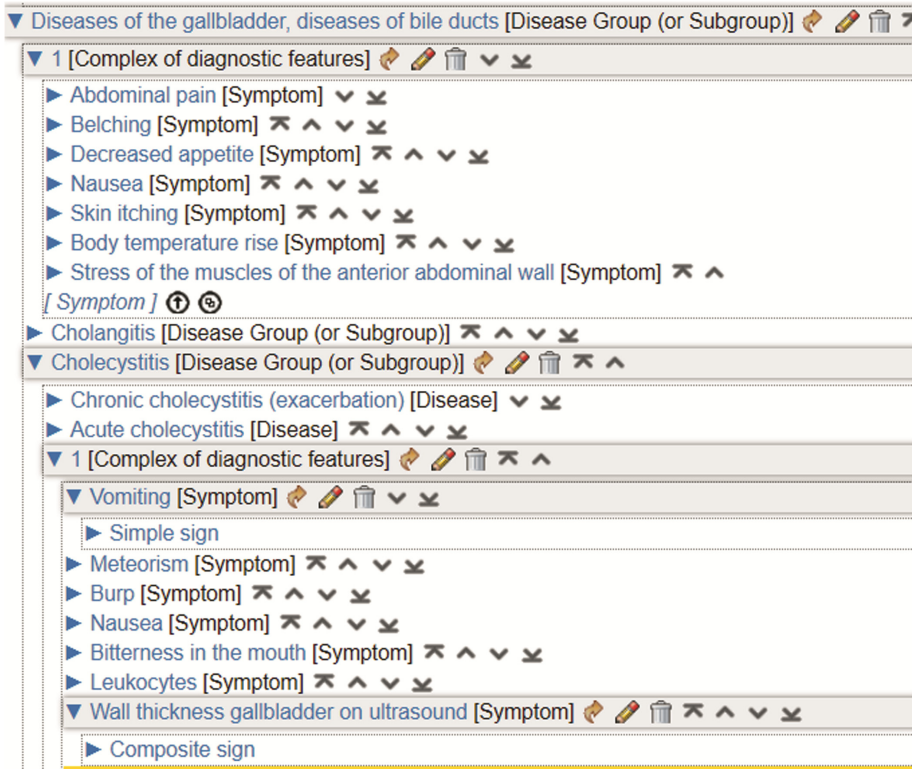 Diseases of the gallbladder, diseases of bile ducts [Disease Group (or Subgroup)]
1 [Complex of diagnostic features]
Abdominal pain [Symptom]
Belching [Symptom]
Decreased appetite [Symptom]
Nausea [Symptom]
Skin itching [Symptom]
Body temperature rise [Symptom]
Stress of the muscles of the anterior abdominal wall [Symptom]
[ Symptom ]
Cholangitis [Disease Group (or Subgroup)]
Cholecystitis [Disease Group (or Subgroup)]
Chronic cholecystitis (exacerbation) [Disease]
Acute cholecystitis [Disease]
1 [Complex of diagnostic features]
Vomiting [Symptom]
Simple sign
Meteorism [Symptom]
Burp [Symptom]
Nausea [Symptom]
Bitterness in the mouth [Symptom]
Leukocytes [Symptom]
Wall thickness gallbladder on ultrasound [Symptom]
Composite sign